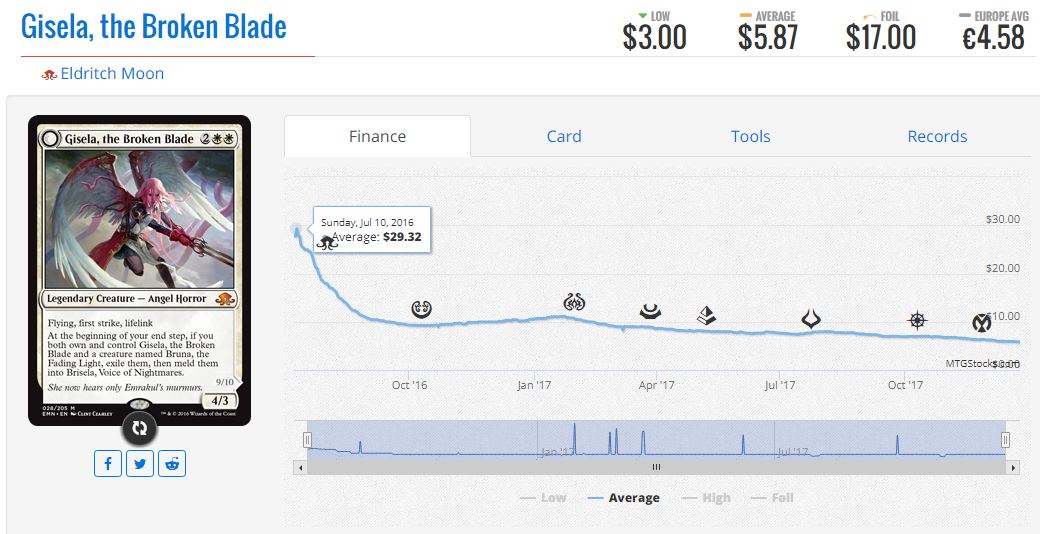 Gisela, the Broken Blade
LOW
$3.00
AVERAGE
$5.87
FOIL
$17.00
EUROPE AVG
€4.58
Eldritch Moon
Gisela, the Broken Blade 2
Legendary Creature — Angel Horror
Flying, first strike, lifelink
At the beginning of your end step, if you
both own and control Gisela, the Broken
Blade and a creature named Bruna, the
Fading Light, exile them, then meld them
into Brisela, Voice of Nightmares.
She now hears only Emrakul's murmurs.
9/10
4/3
028/205 M
EMN • EN CLINT CEARLEY
™ & © 2016 Wizards of the Coast
Finance
Card
Tools
Records
Sunday, Jul 10, 2016
Average: $29.32
$30.00
$20.00
$10.00
$0.00
MTGStocks.com
Oct '16
Jan '17
Apr '17
Jul '17
Oct '17
Jan '17
Jul '17
Low
Average
High
Foil